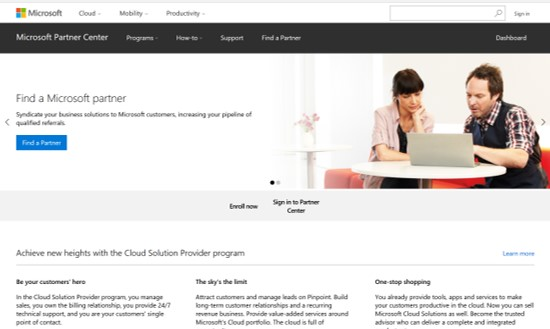 Microsoft Cloud Mobility Productivity Sign in
Microsoft Partner Center Programs How-to Support Find a Partner Dashboard
Find a Microsoft partner
Syndicate your business solutions to Microsoft customers, increasing your pipeline of
qualified referrals.
Find a Partner
Enroll now
Sign in to Partner
Center
Achieve new heights with the Cloud Solution Provider program Learn more
Be your customers' hero
In the Cloud Solution Provider program, you manage
sales, you own the billing relationship, you provide 24/7
technical support, and you are your customers' single
point of contact.
The sky's the limit
Attract customers and manage leads on Pinpoint. Build
long-term customer relationships and a recurring
revenue business. Provide value-added services around
Microsoft's Cloud portfolio. The cloud is full of
One-stop shopping
You already provide tools, apps and services to make
your customers productive in the cloud. Now you can sell
Microsoft Cloud Solutions as well. Become the trusted
advisor who can deliver a complete and integrated